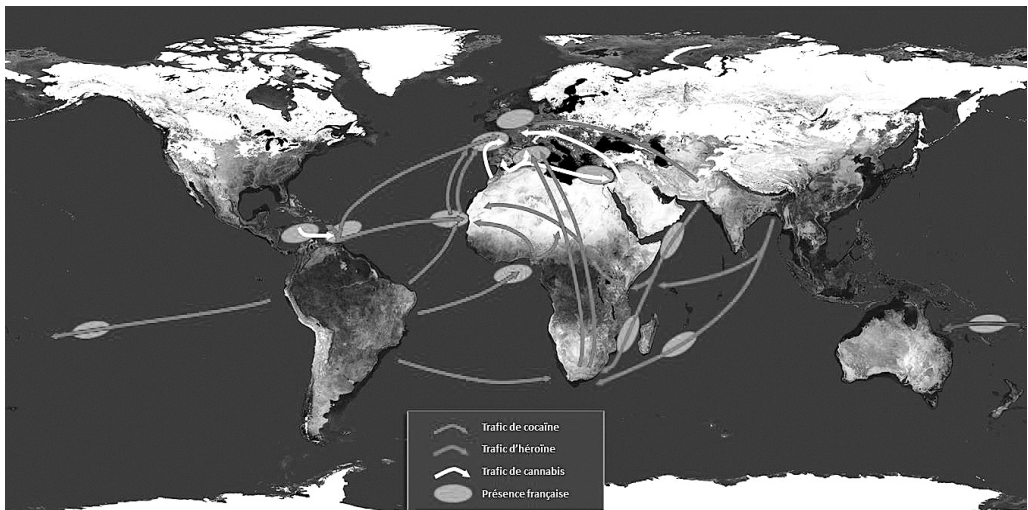 Trafic de cocaïne
Trafic d'héroïne
Trafic de cannabis
Présence française